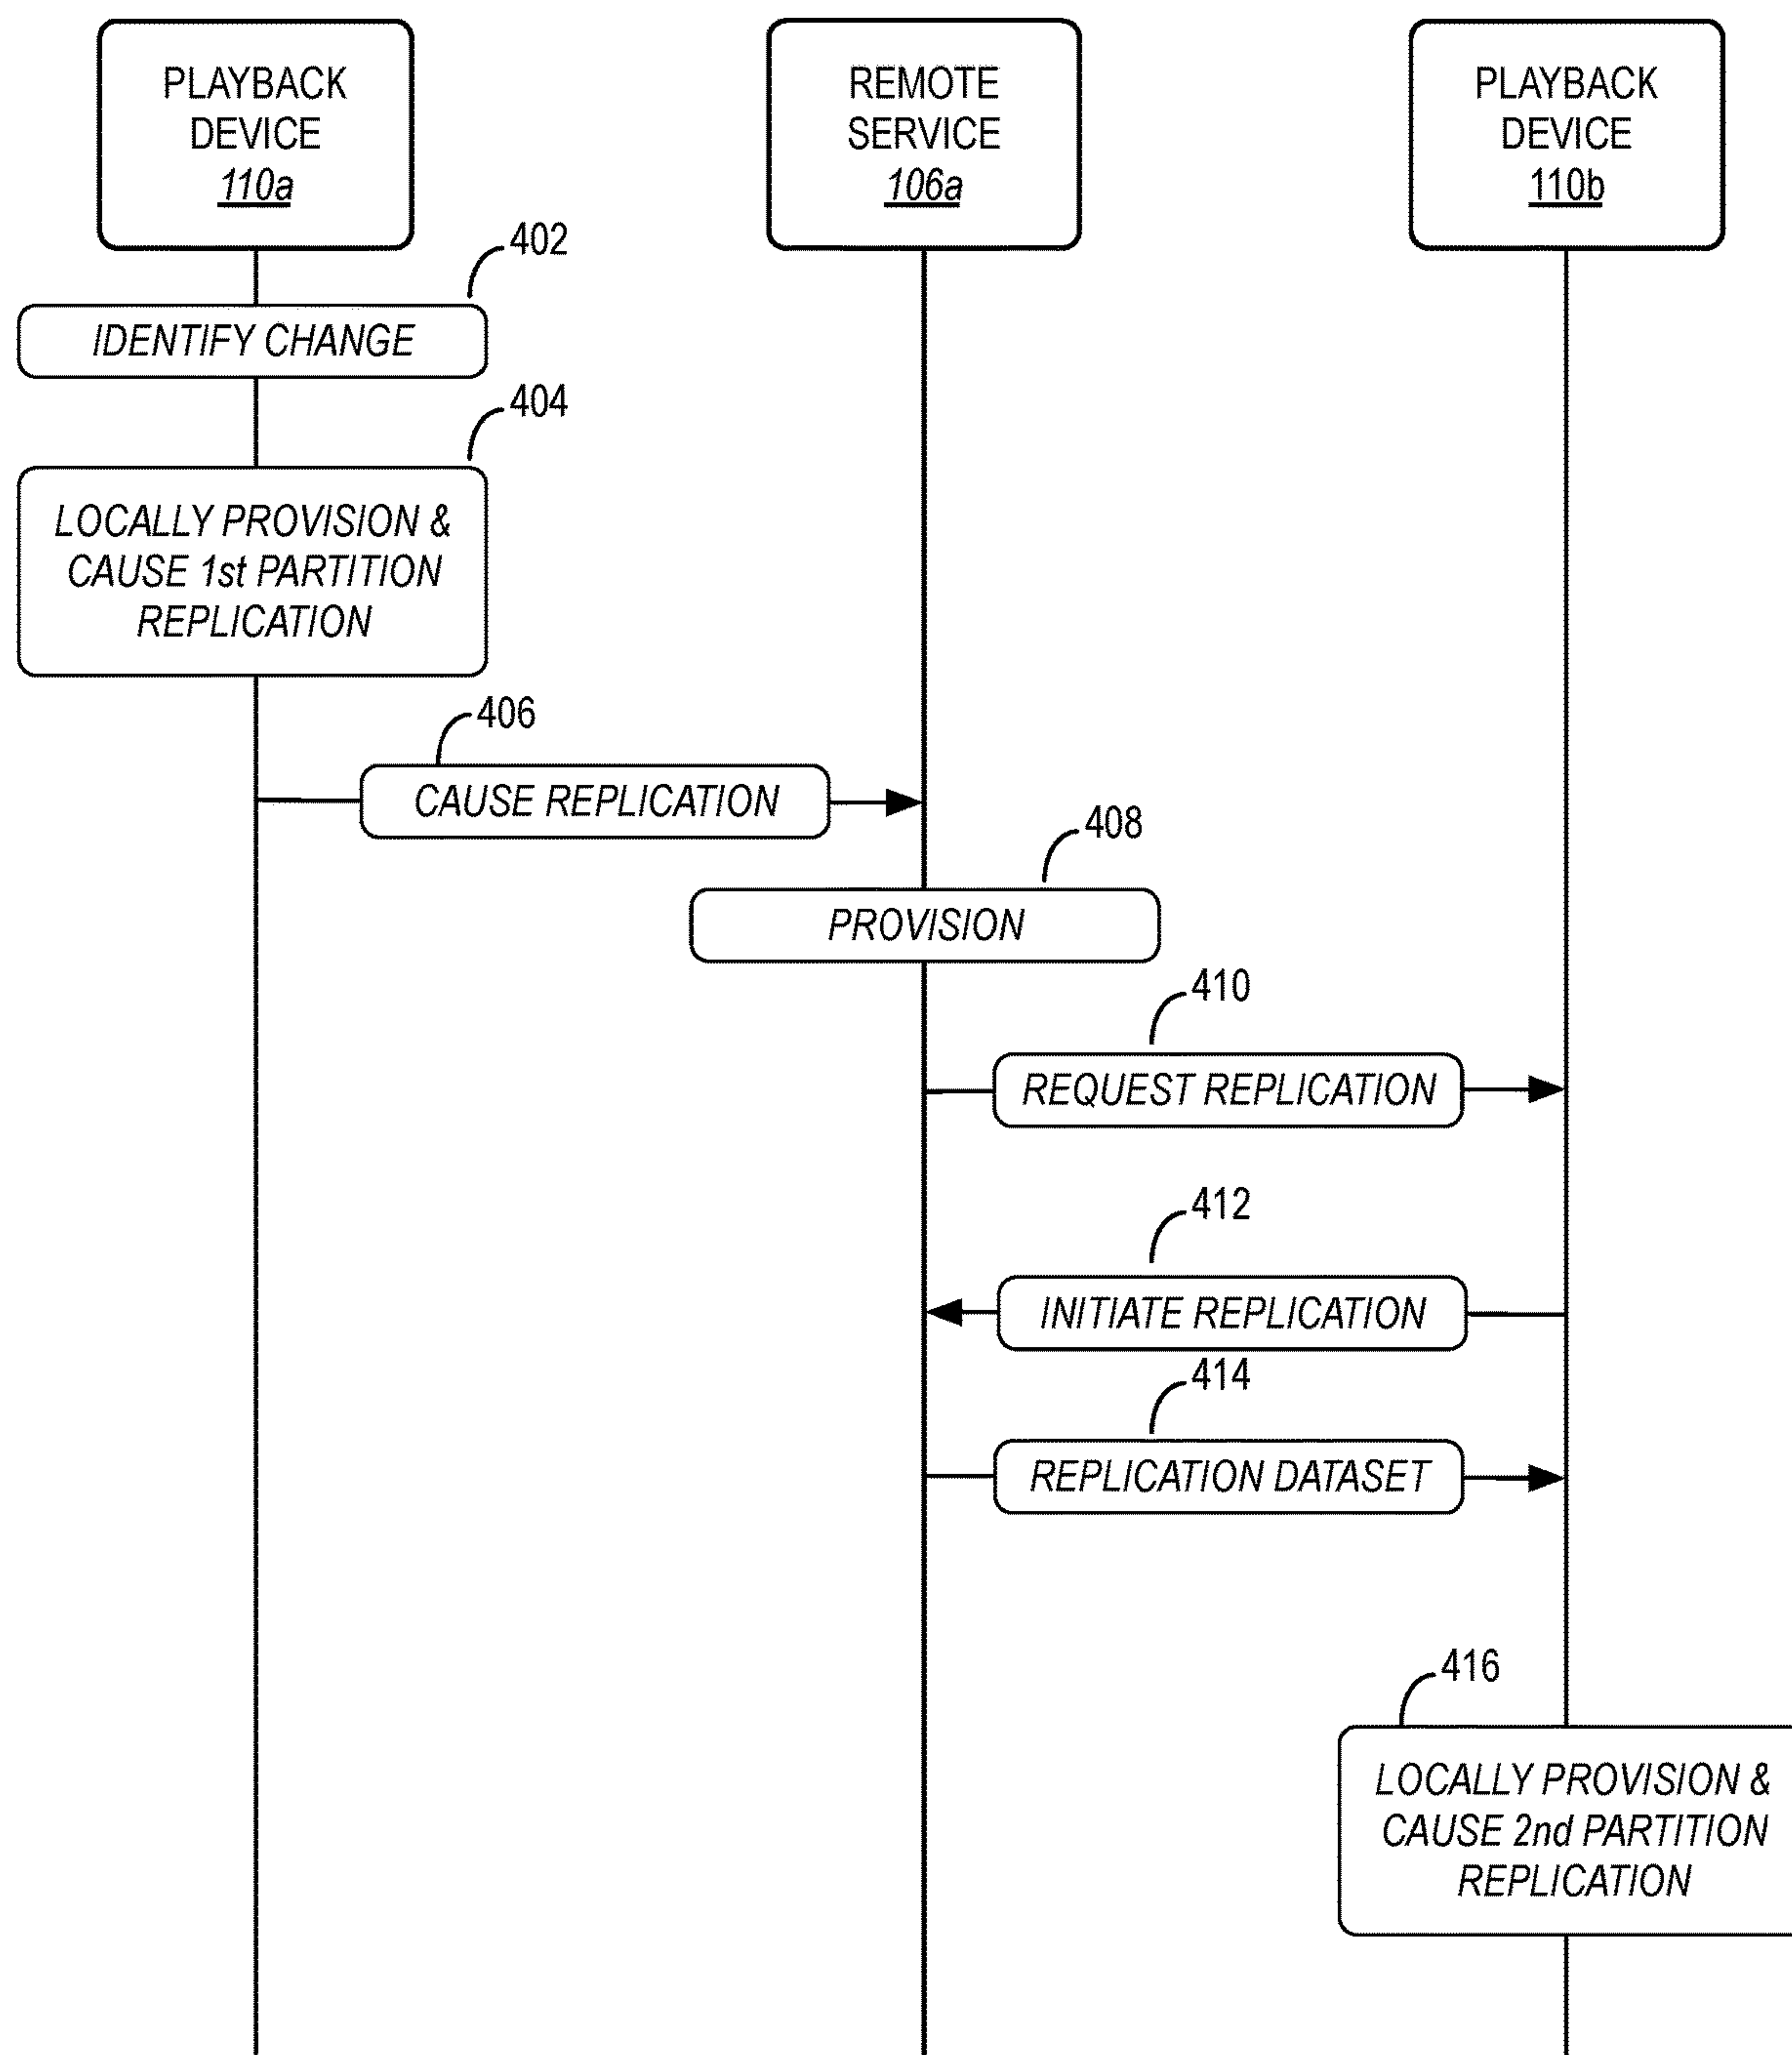 PLAYBACK
DEVICE
110a
REMOTE
SERVICE
106a
PLAYBACK
DEVICE
110b
402
IDENTIFY CHANGE
404
LOCALLY PROVISION &
CAUSE 1st PARTITION
REPLICATION
406
CAUSE REPLICATION
408
PROVISION
410
REQUEST REPLICATION
412
INITIATE REPLICATION
414
REPLICATION DATASET
416
LOCALLY PROVISION &
CAUSE 2nd PARTITION
REPLICATION